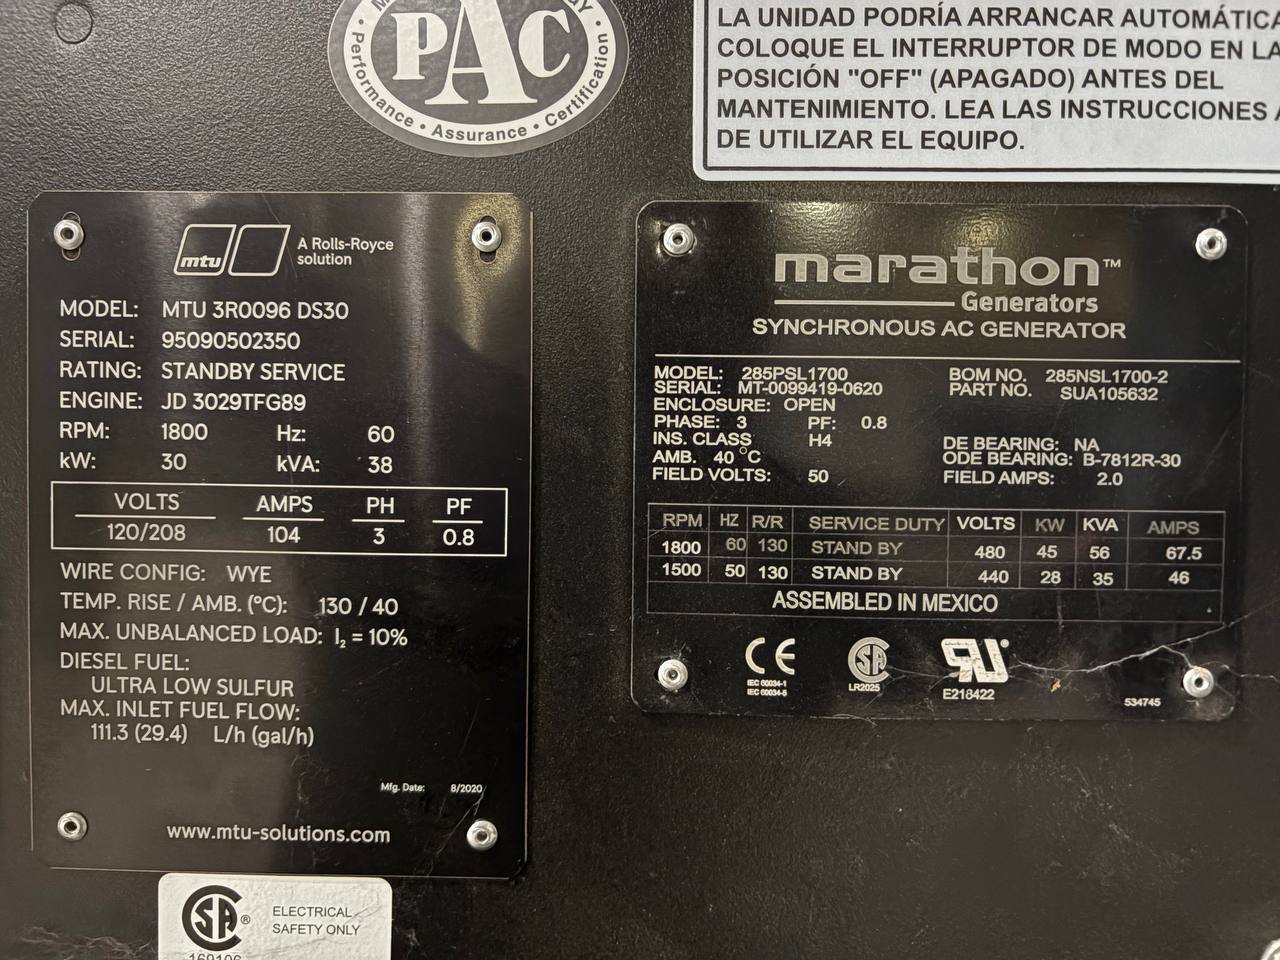 PAC
Performance • Assurance • Certification
LA UNIDAD PODRÍA ARRANCAR
COLOQUE EL INTERRUPTOR DE MODO EN LA
POSICIÓN "OFF" (APAGADO) ANTES DEL
MANTENIMIENTO. LEA LAS INSTRUCCIONES
DE UTILIZAR EL EQUIPO.
mtu
A Rolls-Royce
solution
MODEL: MTU 3R0096 DS30
SERIAL: 95090502350
RATING: STANDBY SERVICE
ENGINE: JD 3029TFG89
RPM: 1800 Hz: 60
kW: 30 kVA: 38
VOLTS AMPS PH PF
120/208 104 3 0.8
WIRE CONFIG: WYE
TEMP. RISE / AMB. (°C): 130 / 40
MAX. UNBALANCED LOAD: I₂ = 10%
DIESEL FUEL:
ULTRA LOW SULFUR
MAX. INLET FUEL FLOW:
111.3 (29.4) L/h (gal/h)
Mfg. Date: 8/2020
www.mtu-solutions.com
SA ®
ELECTRICAL
SAFETY ONLY
169106
marathon™
Generators
SYNCHRONOUS AC GENERATOR
MODEL: 285PSL1700 BOM NO. 285NSL1700-2
SERIAL: MT-0099419-0620 PART NO. SUA105632
ENCLOSURE: OPEN
PHASE: 3 PF: 0.8
INS. CLASS H4 DE BEARING: NA
AMB. 40 °C ODE BEARING: B-7812R-30
FIELD VOLTS: 50 FIELD AMPS: 2.0
RPM HZ R/R SERVICE DUTY VOLTS KW KVA AMPS
1800 60 130 STAND BY 480 45 56 67.5
1500 50 130 STAND BY 440 28 35 46
ASSEMBLED IN MEXICO
CE
IEC 60034-1
IEC 60034-5
SA
LR2025
RU®
E218422
534745